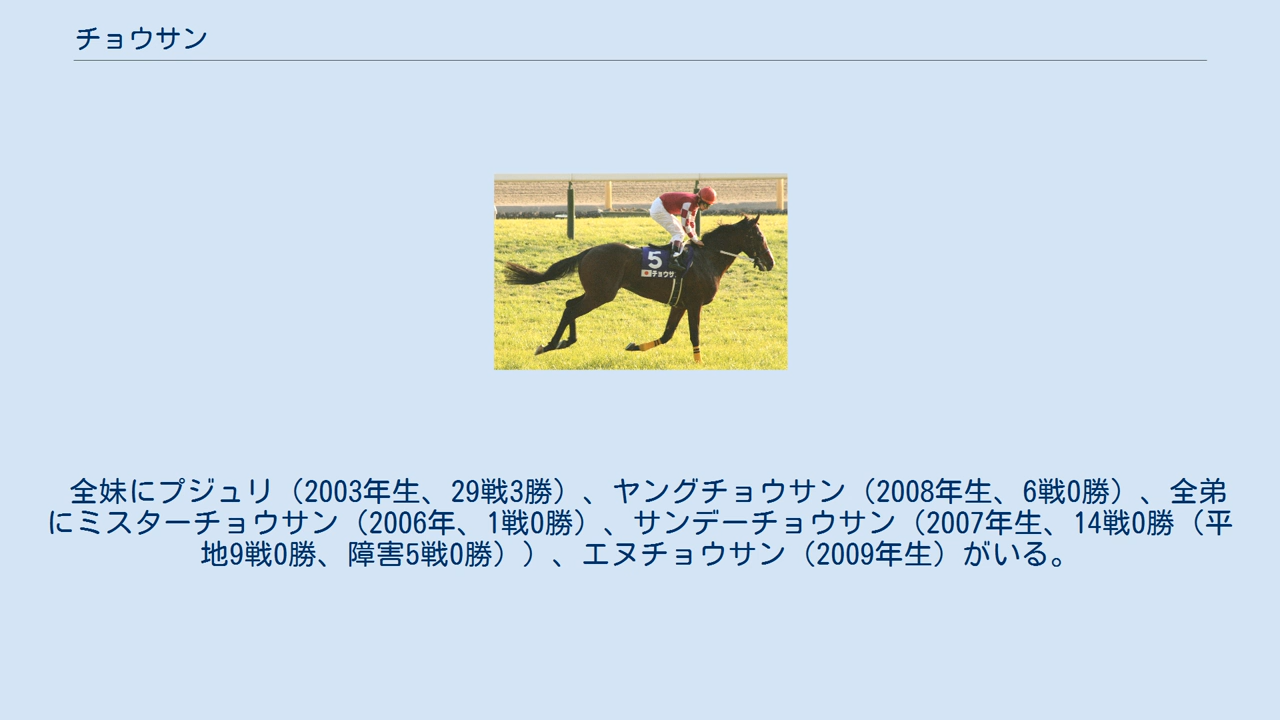 チョウサン
5
チョウサ
全妹にプジュリ（2003年生、29戦3勝）、ヤングチョウサン（2008年生、6戦0勝）、全弟
にミスターチョウサン（2006年、1戦0勝）、サンデーチョウサン（2007年生、14戦0勝（平
地9戦0勝、障害5戦0勝））、エヌチョウサン（2009年生）がいる。